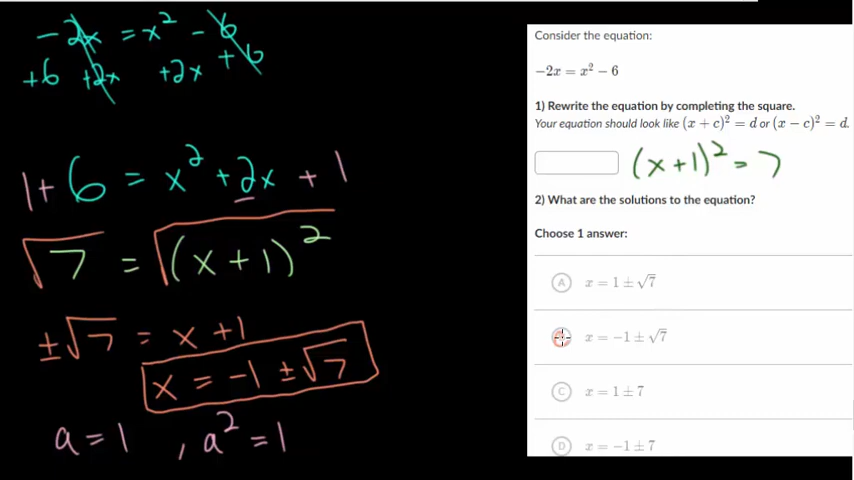 -2x = x² - 6
+6 +2x +2x +6
1+ 6 = x² + 2x + 1
√7 = √(x + 1)²
±√7 = x + 1
x = -1 ± √7
a = 1 , a² = 1
Consider the equation:
−2x = x² − 6
1) Rewrite the equation by completing the square.
Your equation should look like (x + c)² = d or (x − c)² = d.
(x+1)² = 7
2) What are the solutions to the equation?
Choose 1 answer:
A x = 1 ± √7
x = −1 ± √7
C x = 1 ± 7
D x = −1 ± 7